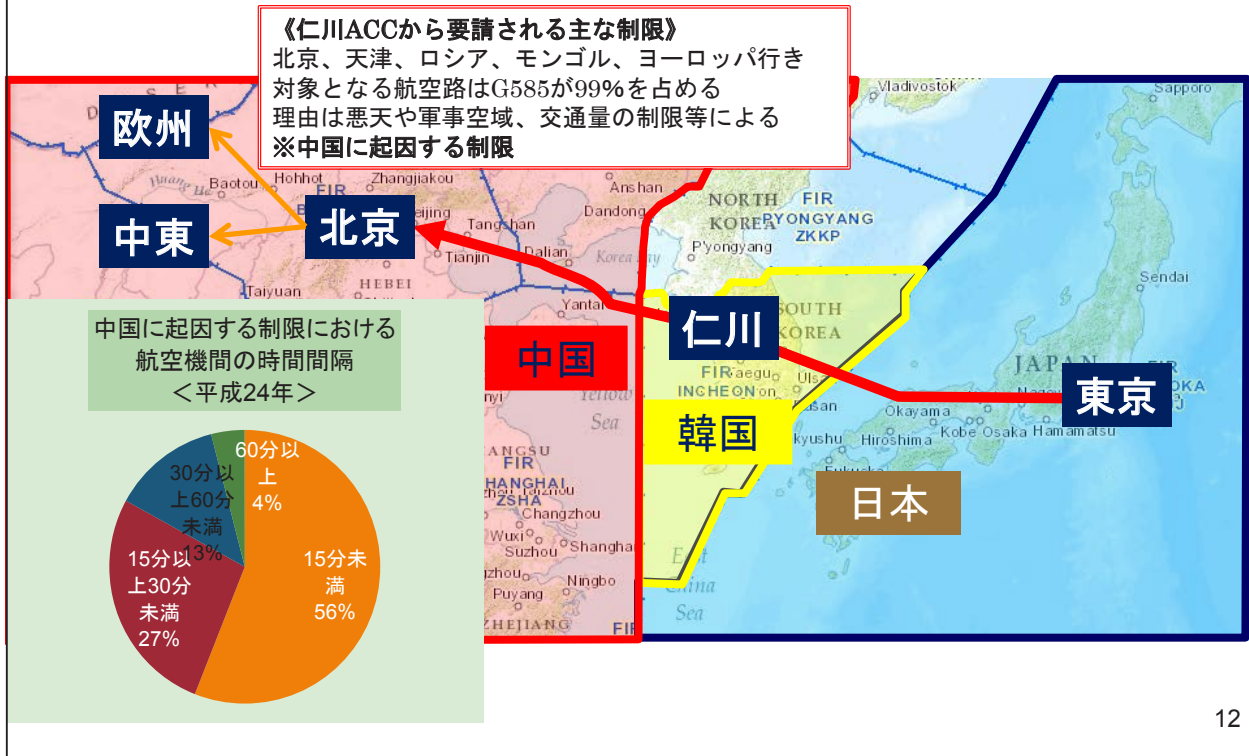 《仁川ACCから要請される主な制限》
北京、天津、ロシア、モンゴル、ヨーロッパ行き
対象となる航空路はG585が99%を占める
理由は悪天や軍事空域、交通量の制限等による
※中国に起因する制限
Vladivostok
Sapporo
欧州
Huang He
Baotou
Hohhot
FIR
Zhangjiakou
Anshan
Dandong
NORTH
KOREA
FIR
PYONGYANG
ZKKP
P'yongyang
中東
北京
Tangshan
Tianjin
Dalian
Korea Bay
Sendai
Taiyuan
HEBEI
Yantai
SOUTH
KOREA
仁川
中国
FIR
INCHEON
Taegu
JAPAN
FIR
東京
Yellow
Sea
韓国
Okayama
Kyushu
Hiroshima
Kobe
Osaka
Hamamatsu
日本
中国に起因する制限における
航空機間の時間間隔
<平成24年>
60分以
上
4%
30分以
上60分
未満
13%
15分以
上30分
未満
27%
15分未
満
56%
FIR
SHANGHAI
ZSHA
Taizhou
Changzhou
Wuxi
Suzhou
Shanghai
Ningbo
Puyang
ZHEJIANG
FIR
East
China
Sea
12